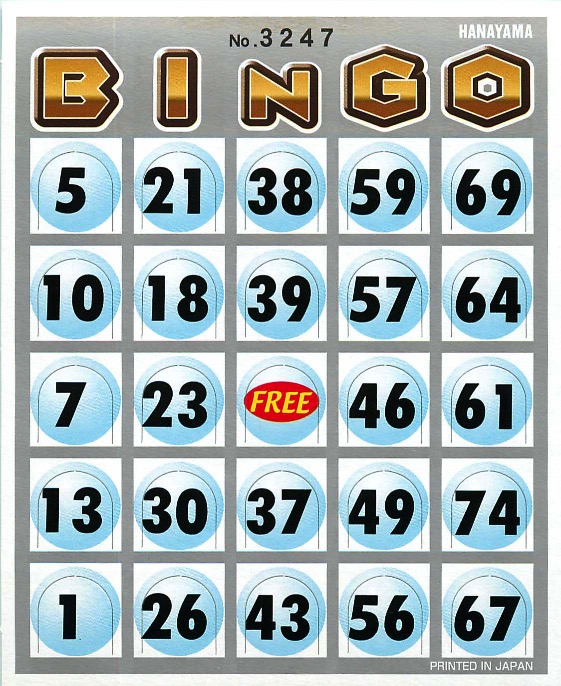 No.3247
HANAYAMA
B I N G O
5 21 38 59 69
10 18 39 57 64
7 23 FREE 46 61
13 30 37 49 74
1 26 43 56 67
PRINTED IN JAPAN